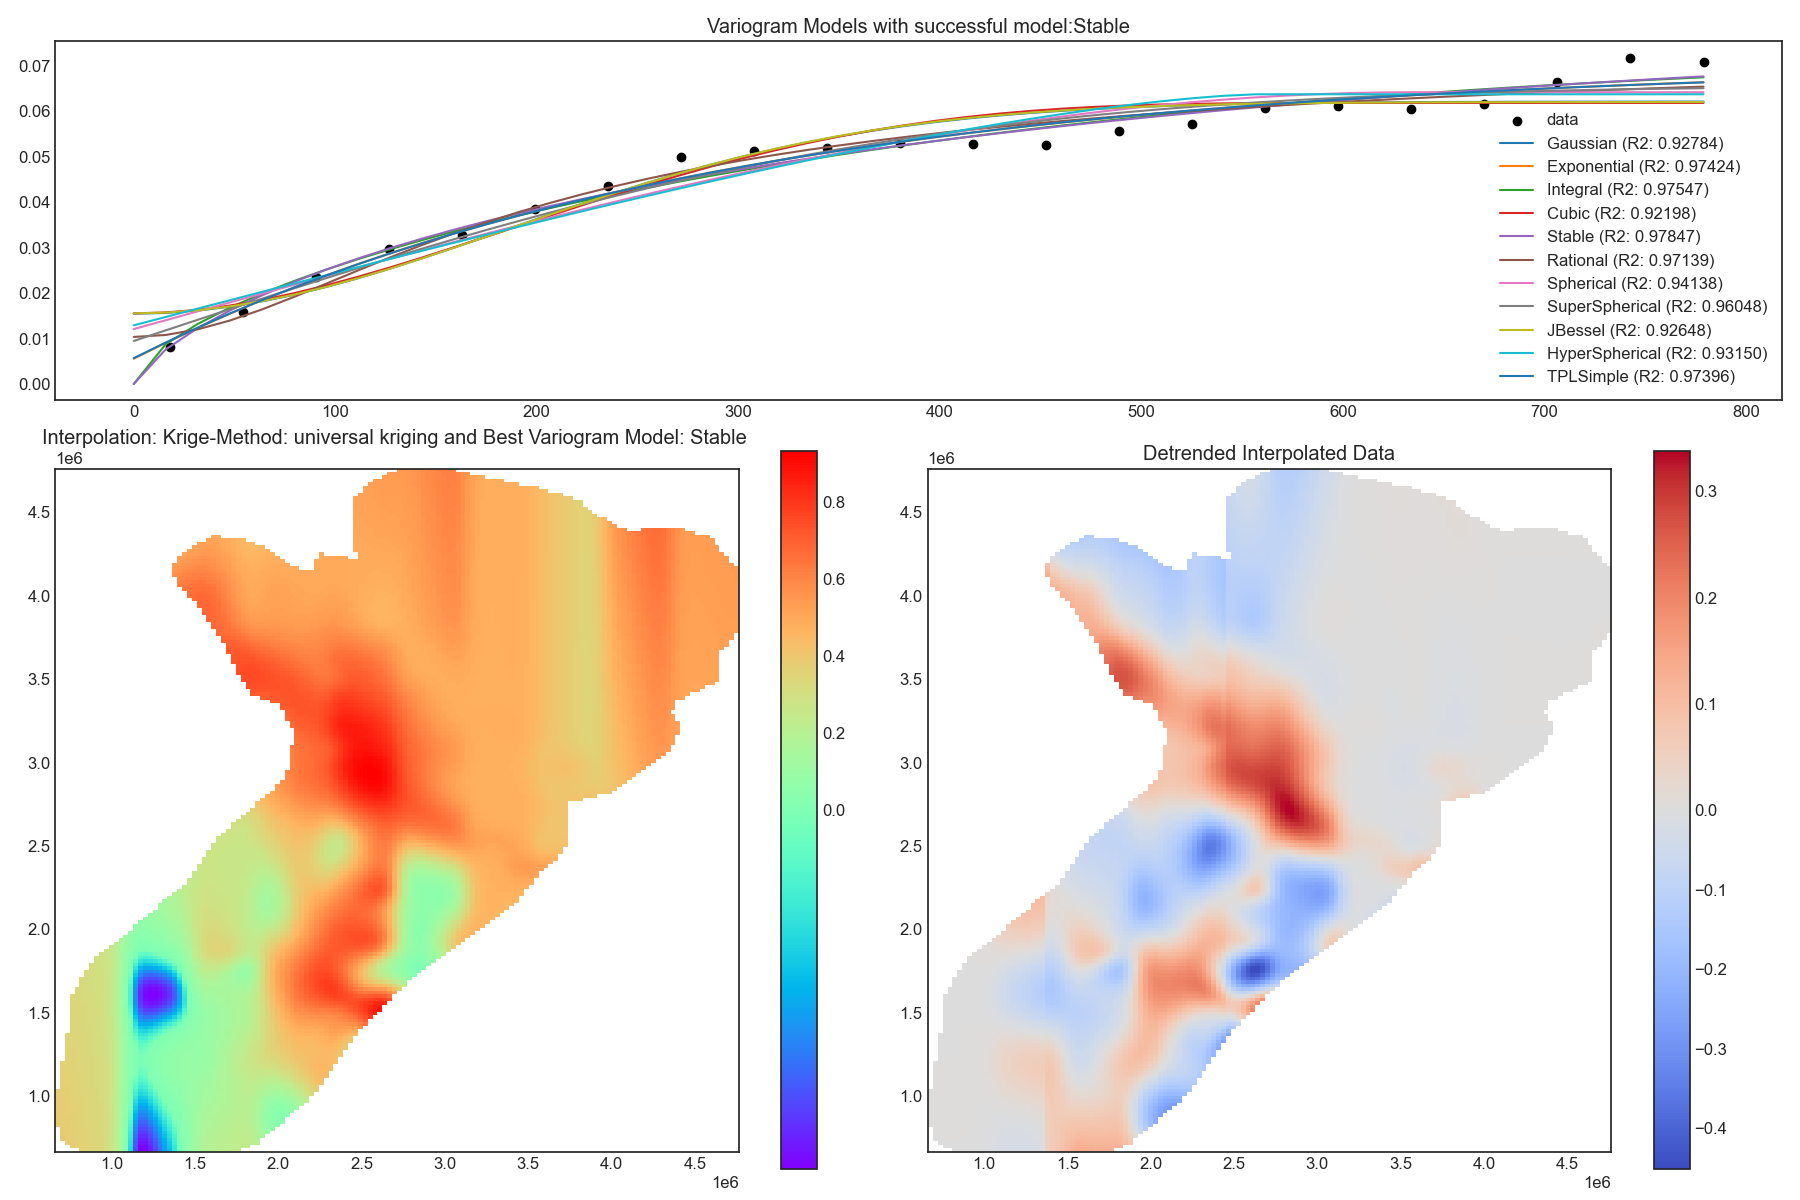 Variogram Models with successful model:Stable
0.07
0.06
0.05
0.04
0.03
0.02
0.01
0.00
data
Gaussian (R2: 0.92784)
Exponential (R2: 0.97424)
Integral (R2: 0.97547)
Cubic (R2: 0.92198)
Stable (R2: 0.97847)
Rational (R2: 0.97139)
Spherical (R2: 0.94138)
SuperSpherical (R2: 0.96048)
JBessel (R2: 0.92648)
HyperSpherical (R2: 0.93150)
TPLSimple (R2: 0.97396)
0 100 200 300 400 500 600 700 800
Interpolation: Krige-Method: universal kriging and Best Variogram Model: Stable
1e6
4.5
4.0
3.5
3.0
2.5
2.0
1.5
1.0
1.0 1.5 2.0 2.5 3.0 3.5 4.0 4.5
1e6
0.8
0.6
0.4
0.2
0.0
Detrended Interpolated Data
1e6
4.5
4.0
3.5
3.0
2.5
2.0
1.5
1.0
1.0 1.5 2.0 2.5 3.0 3.5 4.0 4.5
1e6
0.3
0.2
0.1
0.0
−0.1
−0.2
−0.3
−0.4